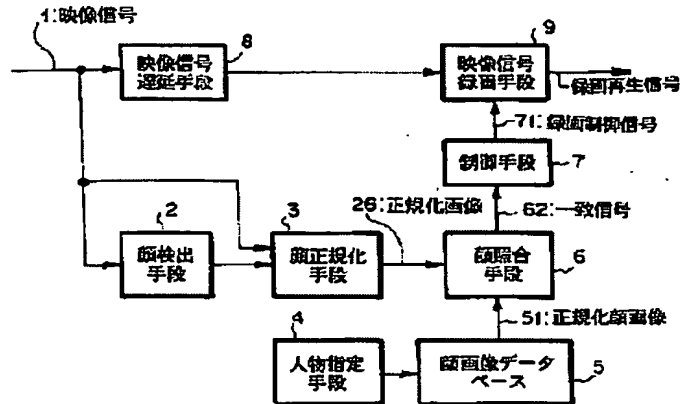 1:映像信号
8
映像信号
遅延手段
9
映像信号
録画手段
録画再生信号
71:録画制御信号
制御手段
7
2
顔検出
手段
3
顔正規化
手段
26:正規化画像
62:一致信号
顔照合
手段
6
51:正規化顔画像
4
人物指定
手段
顔画像データ
ベース
5